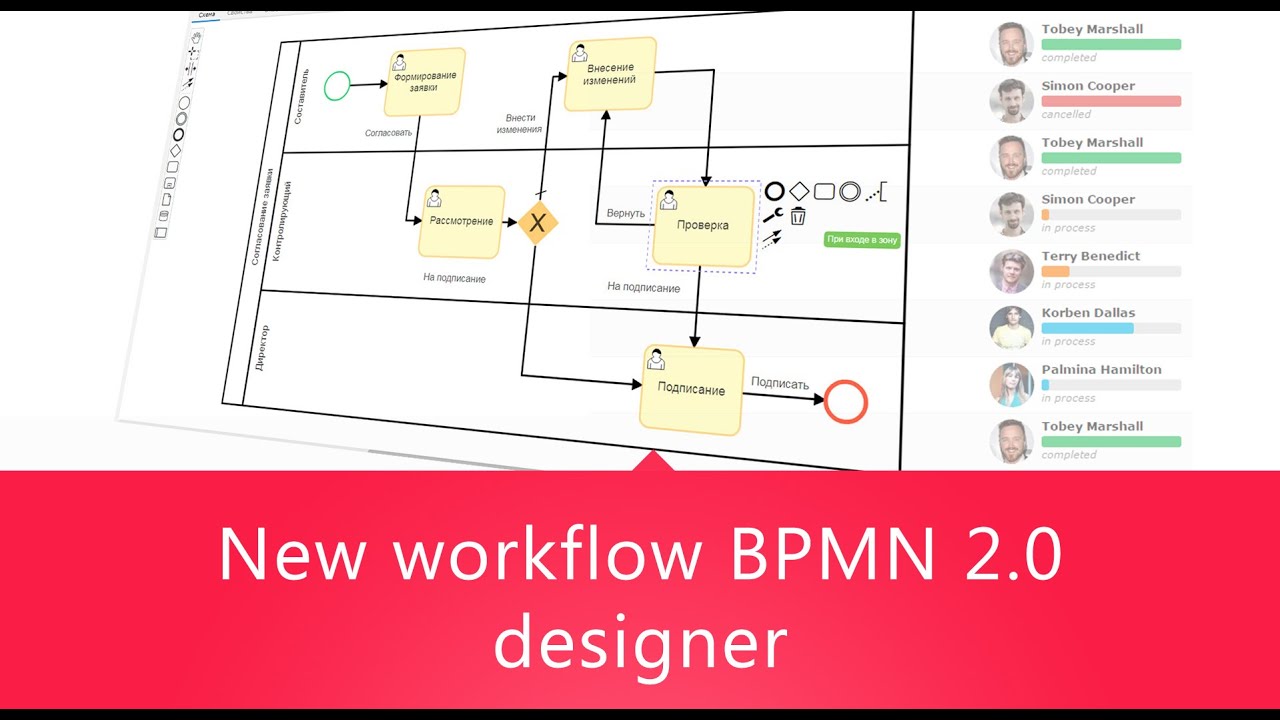 Схема
Согласование заявки
Составитель
Контролирующий
Директор
Формирование
заявки
Согласовать
Внести
изменения
Внесение
изменений
Рассмотрение
X
Вернуть
Проверка
При входе в зону
На подписание
На подписание
Подписание
Подписать
Tobey Marshall
completed
Simon Cooper
cancelled
Tobey Marshall
completed
Simon Cooper
in process
Terry Benedict
in process
Korben Dallas
in process
Palmina Hamilton
in process
Tobey Marshall
completed
New workflow BPMN 2.0
designer